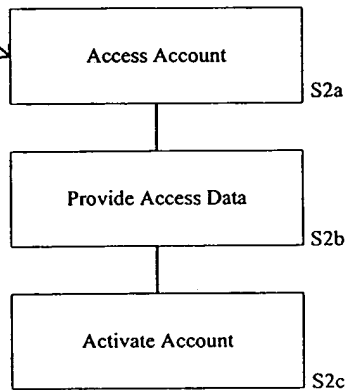 Access Account
S2a
Provide Access Data
S2b
Activate Account
S2c